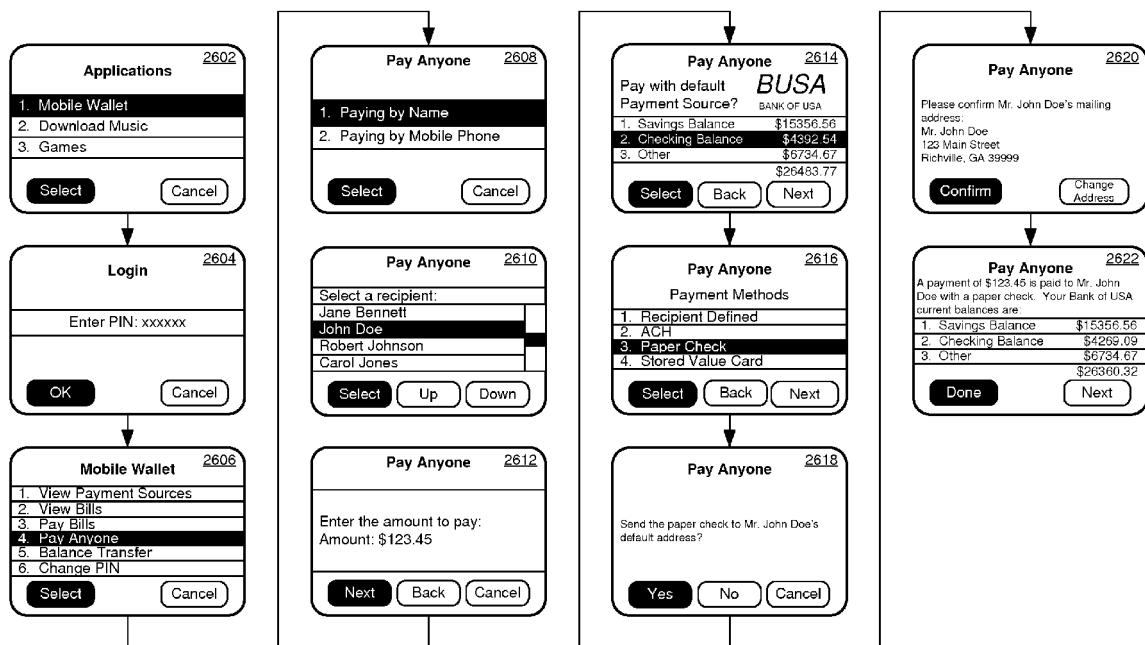 2602
Applications
1. Mobile Wallet
2. Download Music
3. Games
Select Cancel
2604
Login
Enter PIN: xxxxxx
OK Cancel
2606
Mobile Wallet
1. View Payment Sources
2. View Bills
3. Pay Bills
4. Pay Anyone
5. Balance Transfer
6. Change PIN
Select Cancel
2608
Pay Anyone
1. Paying by Name
2. Paying by Mobile Phone
Select Cancel
2610
Pay Anyone
Select a recipient:
Jane Bennett
John Doe
Robert Johnson
Carol Jones
Select Up Down
2612
Pay Anyone
Enter the amount to pay:
Amount: $123.45
Next Back Cancel
2614
Pay Anyone
Pay with default BUSA
Payment Source? BANK OF USA
1. Savings Balance $15356.56
2. Checking Balance $4392.54
3. Other $6734.67
$26483.77
Select Back Next
2616
Pay Anyone
Payment Methods
1. Recipient Defined
2. ACH
3. Paper Check
4. Stored Value Card
Select Back Next
2618
Pay Anyone
Send the paper check to Mr. John Doe's
default address?
Yes No Cancel
2620
Pay Anyone
Please confirm Mr. John Doe's mailing
address:
Mr. John Doe
123 Main Street
Richville, GA 39999
Confirm Change
Address
2622
Pay Anyone
A payment of $123.45 is paid to Mr. John
Doe with a paper check. Your Bank of USA
current balances are:
1. Savings Balance $15356.56
2. Checking Balance $4269.09
3. Other $6734.67
$26360.32
Done Next